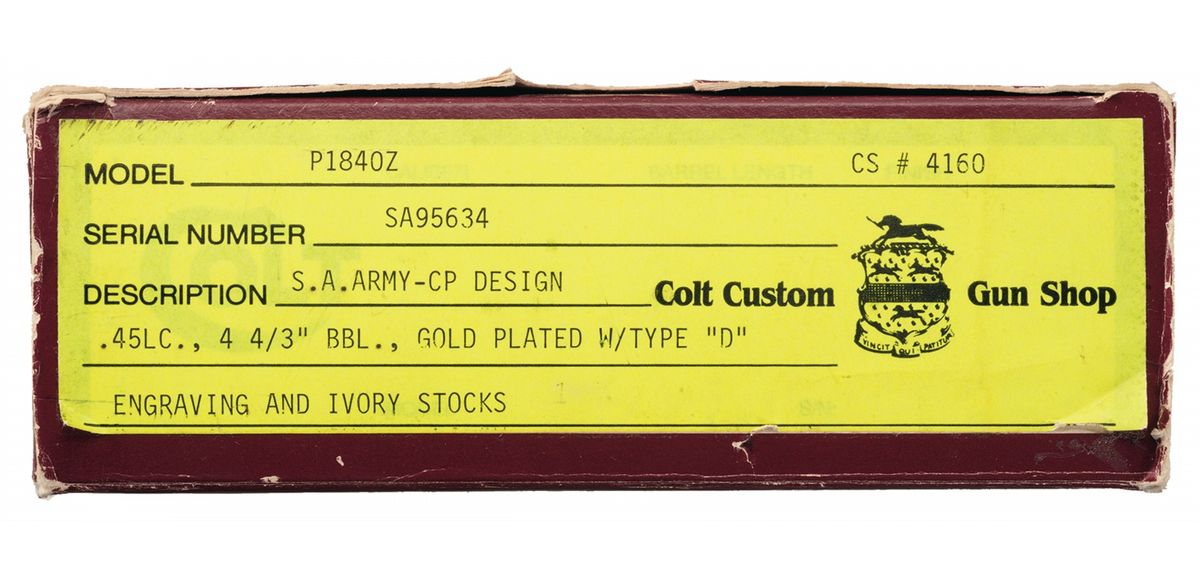 MODEL P1840Z CS # 4160
SERIAL NUMBER SA95634
DESCRIPTION S.A.ARMY-CP DESIGN Colt Custom Gun Shop
.45LC., 4 4/3" BBL., GOLD PLATED W/TYPE "D"
VINCIT QUI PATITUR
ENGRAVING AND IVORY STOCKS